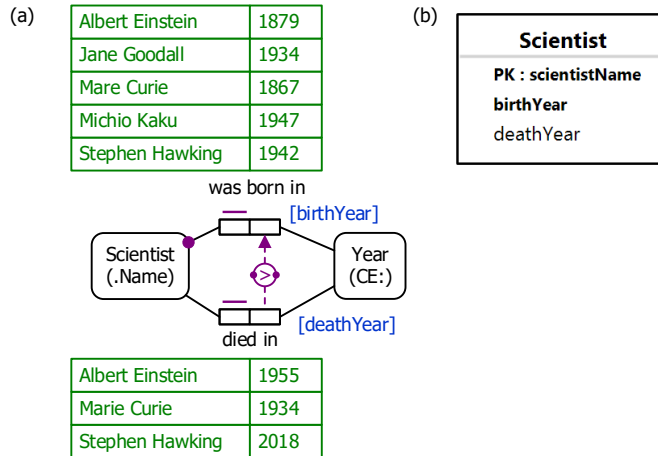 (a)
Albert Einstein 1879
Jane Goodall 1934
Mare Curie 1867
Michio Kaku 1947
Stephen Hawking 1942
was born in
[birthYear]
Scientist
(.Name)
Year
(CE:)
>
[deathYear]
died in
Albert Einstein 1955
Marie Curie 1934
Stephen Hawking 2018
(b)
Scientist
PK : scientistName
birthYear
deathYear